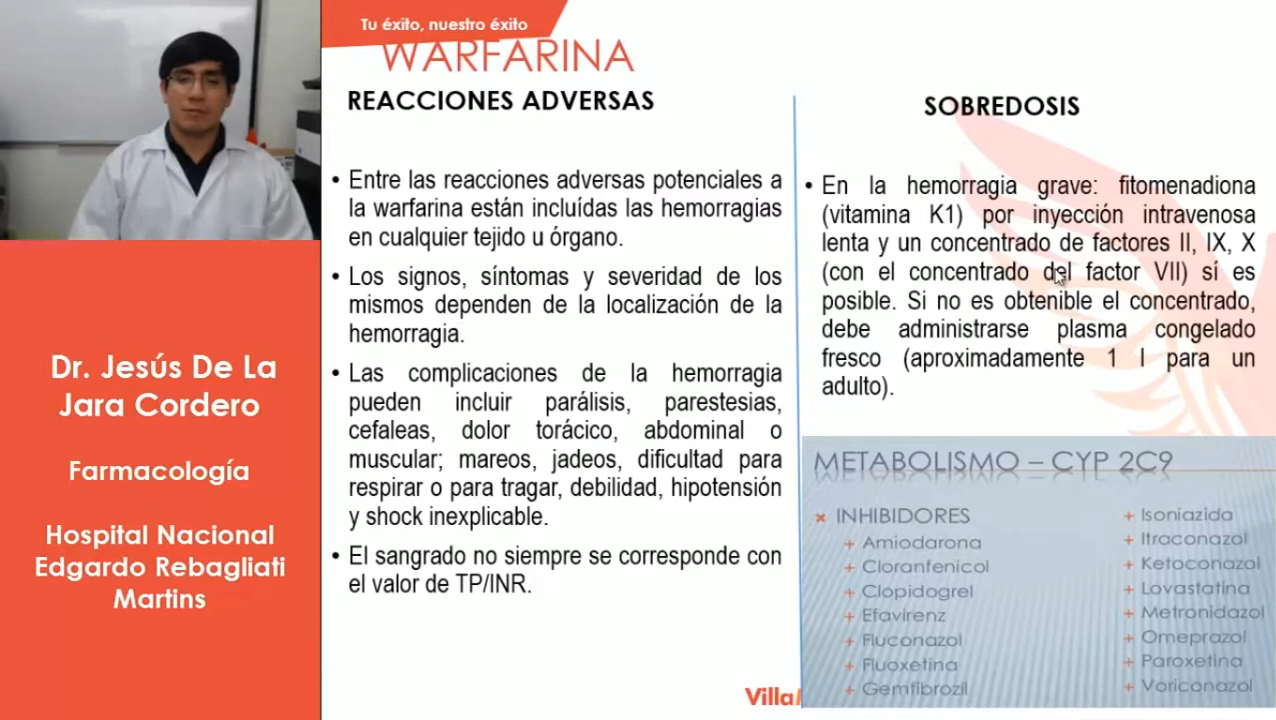 Tu éxito, nuestro éxito
WARFARINA
REACCIONES ADVERSAS
• Entre las reacciones adversas potenciales a
la warfarina están incluídas las hemorragias
en cualquier tejido u órgano.
• Los signos, síntomas y severidad de los
mismos dependen de la localización de la
hemorragia.
• Las complicaciones de la hemorragia
pueden incluir parálisis, parestesias,
cefaleas, dolor torácico, abdominal o
muscular; mareos, jadeos, dificultad para
respirar o para tragar, debilidad, hipotensión
y shock inexplicable.
• El sangrado no siempre se corresponde con
el valor de TP/INR.
SOBREDOSIS
• En la hemorragia grave: fitomenadiona
(vitamina K1) por inyección intravenosa
lenta y un concentrado de factores II, IX, X
(con el concentrado del factor VII) sí es
posible. Si no es obtenible el concentrado,
debe administrarse plasma congelado
fresco (aproximadamente 1 l para un
adulto).
METABOLISMO – CYP 2C9
INHIBIDORES
+ Amiodarona
+ Cloranfenicol
+ Clopidogrel
+ Efavirenz
+ Fluconazol
+ Fluoxetina
+ Gemfibrozil
+ Isoniazida
+ Itraconazol
+ Ketoconazol
+ Lovastatina
+ Metronidazol
+ Omeprazol
+ Paroxetina
+ Voriconazol
Dr. Jesús De La
Jara Cordero
Farmacología
Hospital Nacional
Edgardo Rebagliati
Martins
Villa